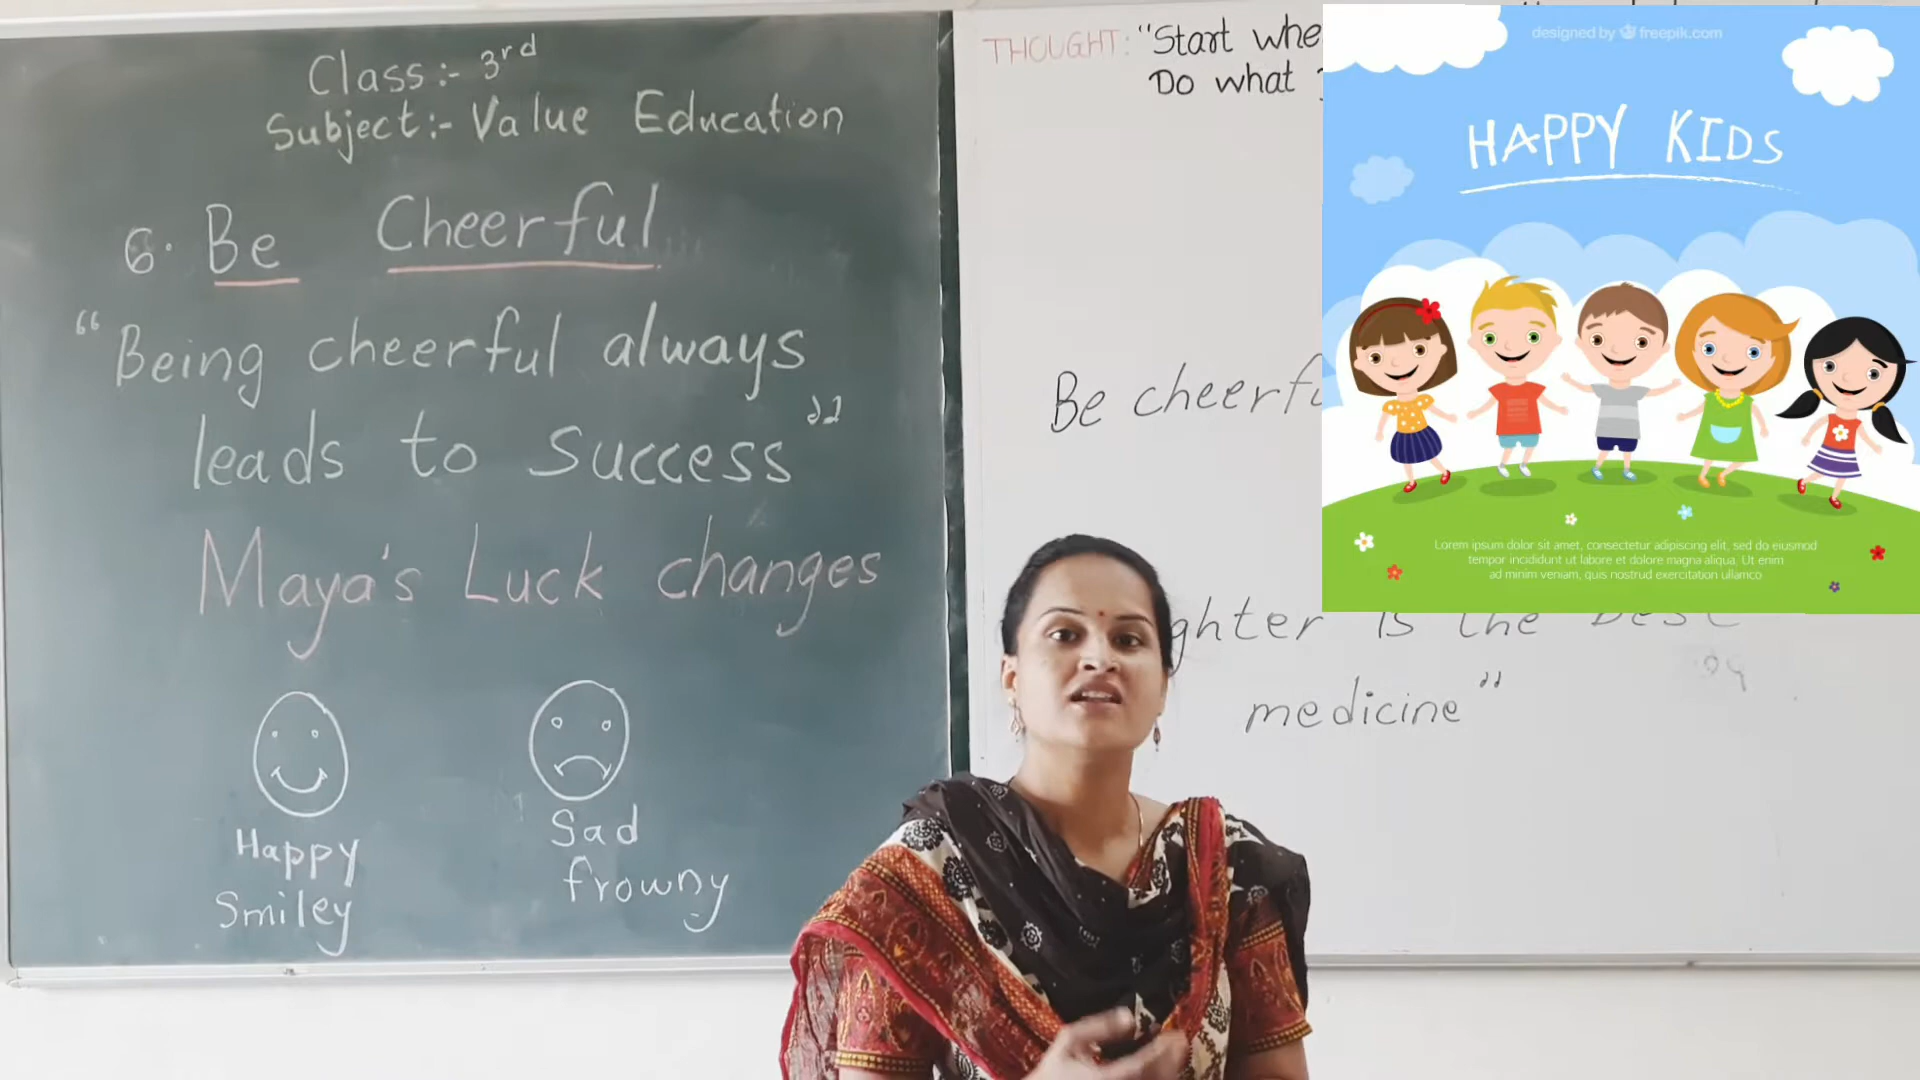 Class:- 3rd
Subject:- Value Education
6. Be Cheerful
"Being cheerful always
leads to success"
Maya's Luck changes
Happy
Smiley
Sad
frowny
THOUGHT: "Start whe
Do what
Be cheerfu
ghter is the best
medicine"
designed by freepik.com
HAPPY KIDS
Lorem ipsum dolor sit amet, consectetur adipiscing elit, sed do eiusmod
tempor incididunt ut labore et dolore magna aliqua. Ut enim
ad minim veniam, quis nostrud exercitation ullamco